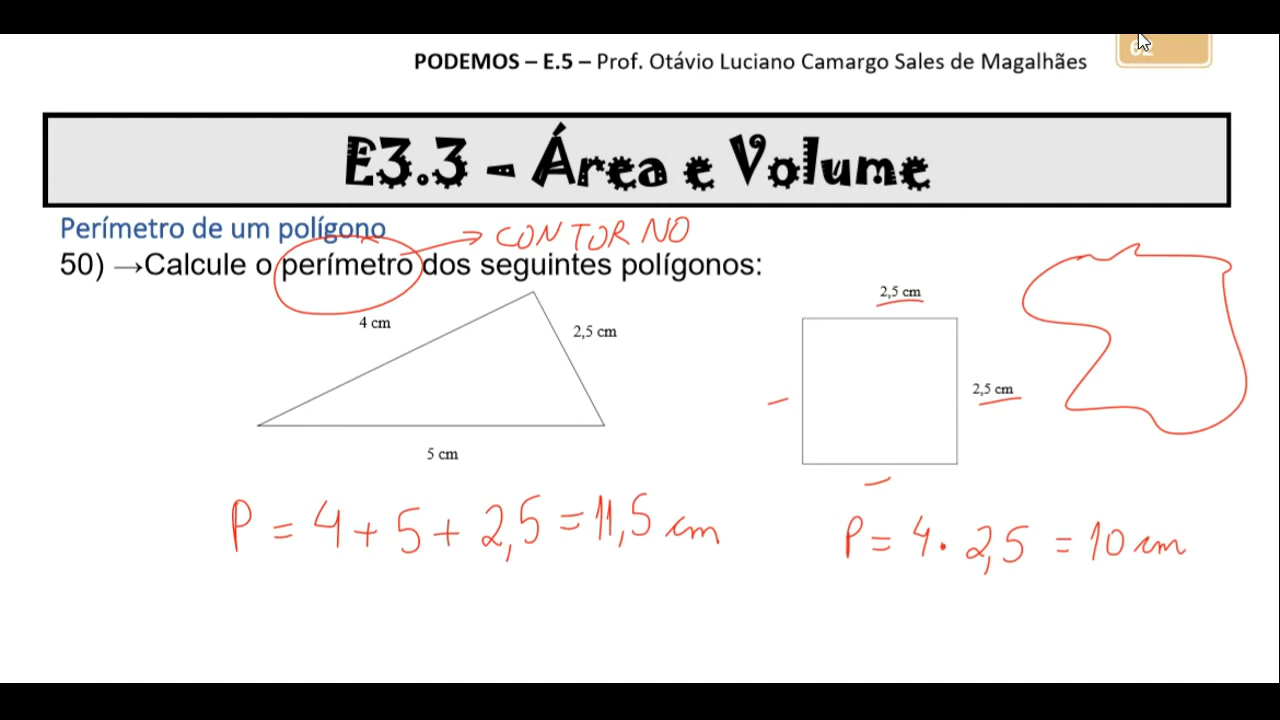 PODEMOS – E.5 – Prof. Otávio Luciano Camargo Sales de Magalhães
62
E3.3 – Área e Volume
Perímetro de um polígono
CONTORNO
50) →Calcule o perímetro dos seguintes polígonos:
4 cm
2,5 cm
5 cm
2,5 cm
2,5 cm
P = 4 + 5 + 2,5 = 11,5 cm
P = 4 · 2,5 = 10 cm